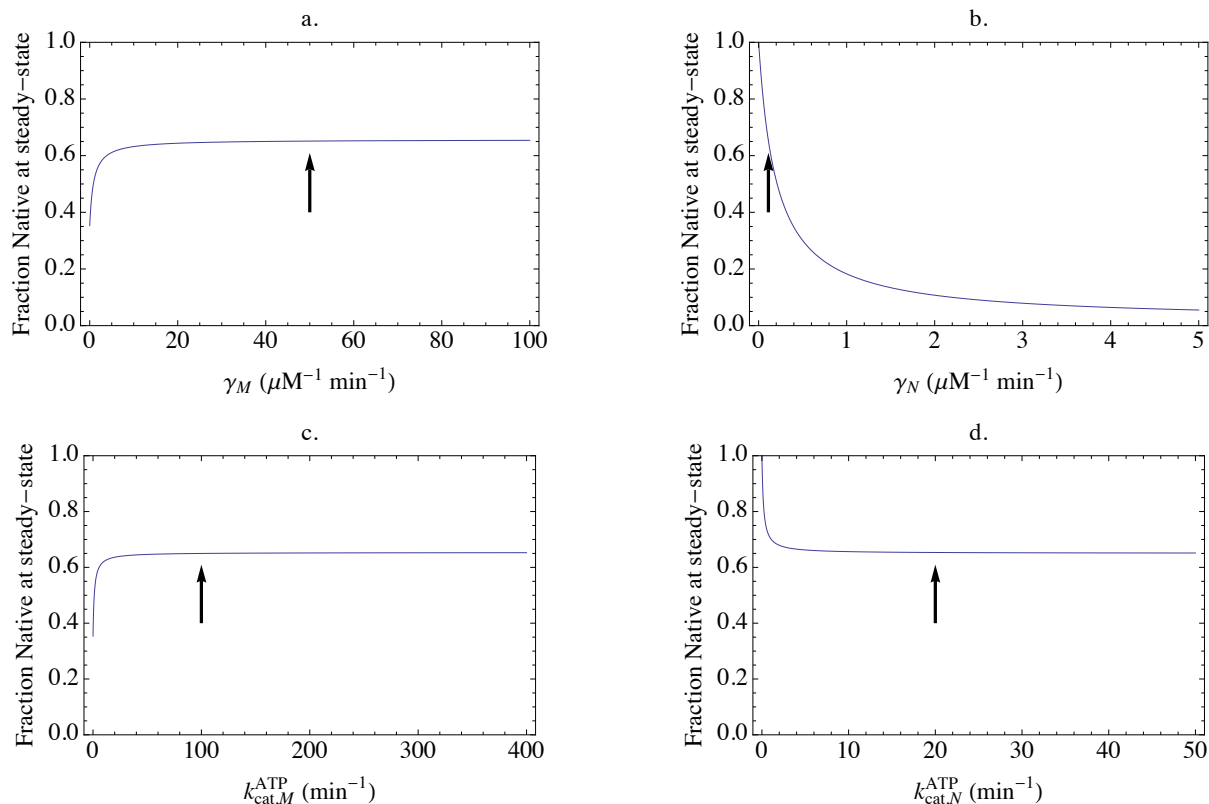 a.
Fraction Native at steady−state
1.0
0.8
0.6
0.4
0.2
0.0
0 20 40 60 80 100
γM (μM−1 min−1)
b.
Fraction Native at steady−state
1.0
0.8
0.6
0.4
0.2
0.0
0 1 2 3 4 5
γN (μM−1 min−1)
c.
Fraction Native at steady−state
1.0
0.8
0.6
0.4
0.2
0.0
0 100 200 300 400
kATPcat,M (min−1)
d.
Fraction Native at steady−state
1.0
0.8
0.6
0.4
0.2
0.0
0 10 20 30 40 50
kATPcat,N (min−1)